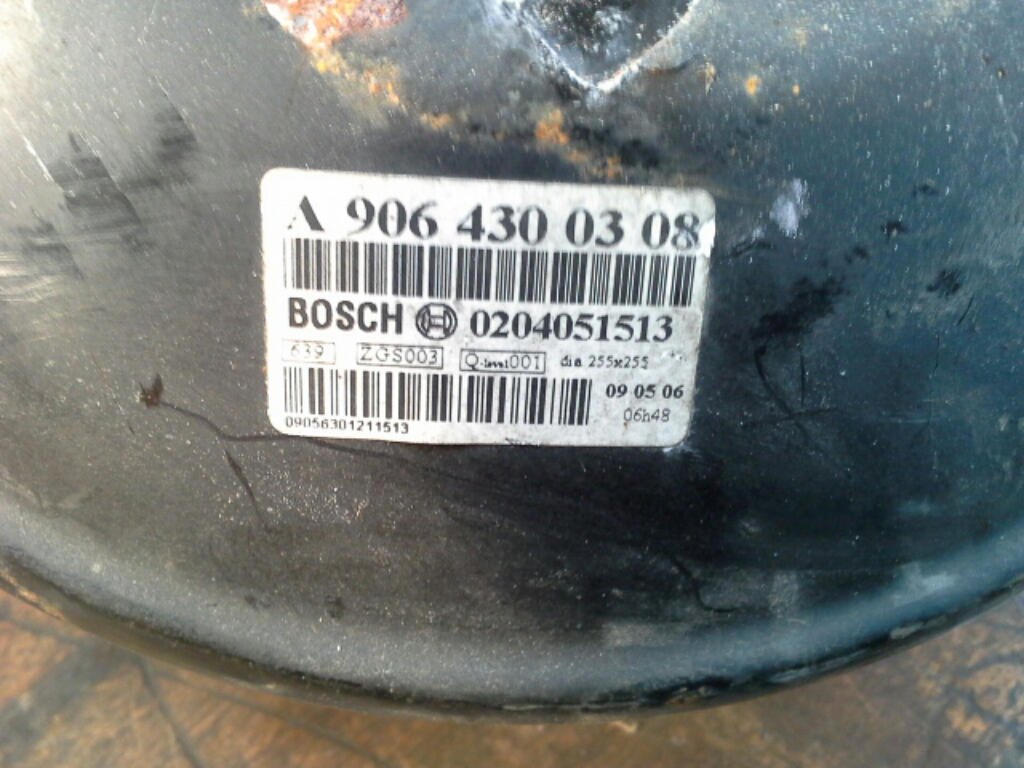 A 906 430 03 08
BOSCH 0204051513
639 ZGS003 Q-level001 dia 255x255
09 05 06
06h48
09056301211513